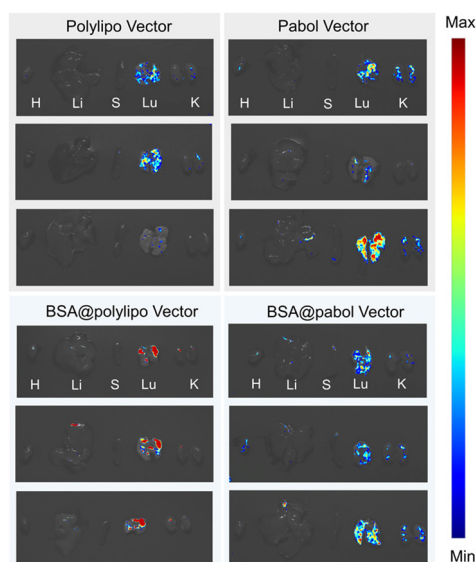 Polylipo Vector
Pabol Vector
Max
H Li S Lu K
H Li S Lu K
BSA@polylipo Vector
BSA@pabol Vector
H Li S Lu K
H Li S Lu K
Min